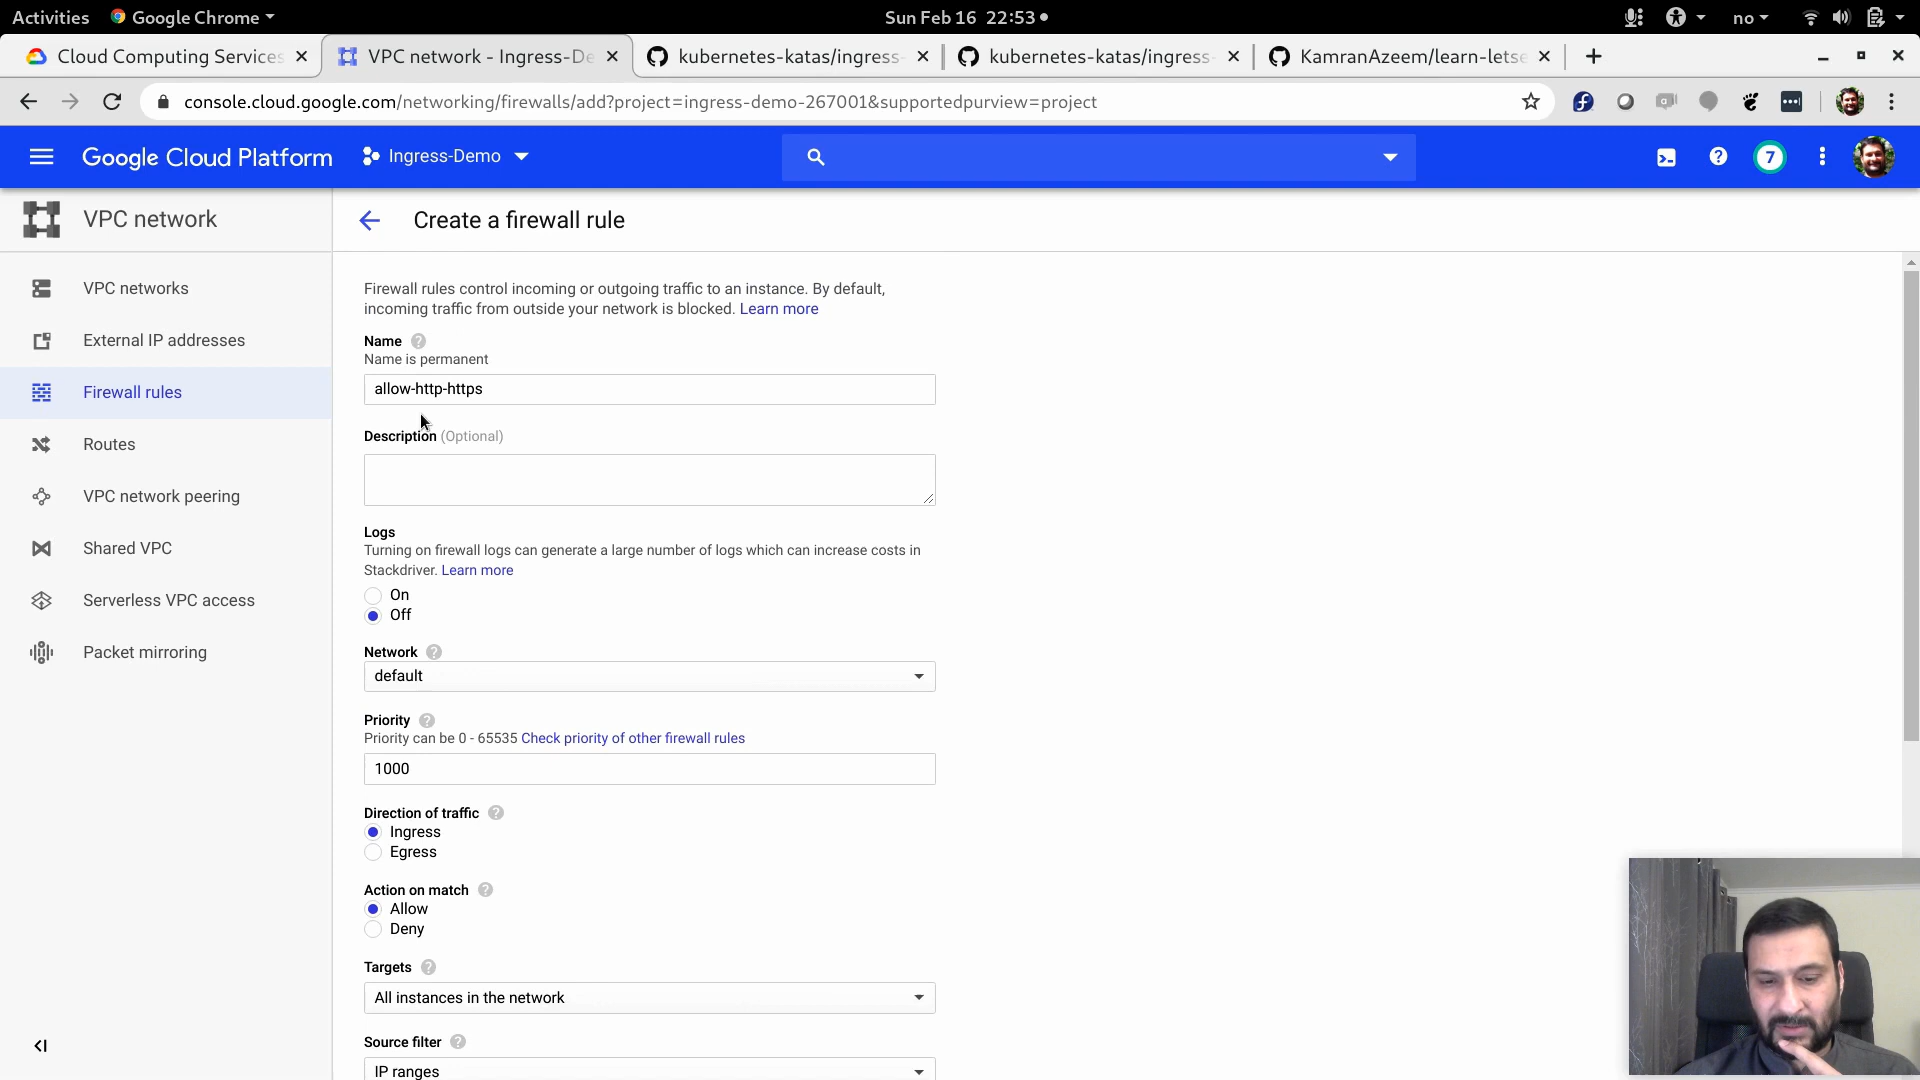 Activities
Google Chrome
Sun Feb 16 22:53
no
Cloud Computing Services
VPC network - Ingress-De
kubernetes-katas/ingress-
kubernetes-katas/ingress-
KamranAzeem/learn-letse
console.cloud.google.com/networking/firewalls/add?project=ingress-demo-267001&supportedpurview=project
Google Cloud Platform
Ingress-Demo
7
VPC network
VPC networks
External IP addresses
Firewall rules
Routes
VPC network peering
Shared VPC
Serverless VPC access
Packet mirroring
Create a firewall rule
Firewall rules control incoming or outgoing traffic to an instance. By default,
incoming traffic from outside your network is blocked. Learn more
Name
Name is permanent
allow-http-https
Description (Optional)
Logs
Turning on firewall logs can generate a large number of logs which can increase costs in
Stackdriver. Learn more
On
Off
Network
default
Priority
Priority can be 0 - 65535 Check priority of other firewall rules
1000
Direction of traffic
Ingress
Egress
Action on match
Allow
Deny
Targets
All instances in the network
Source filter
IP ranges